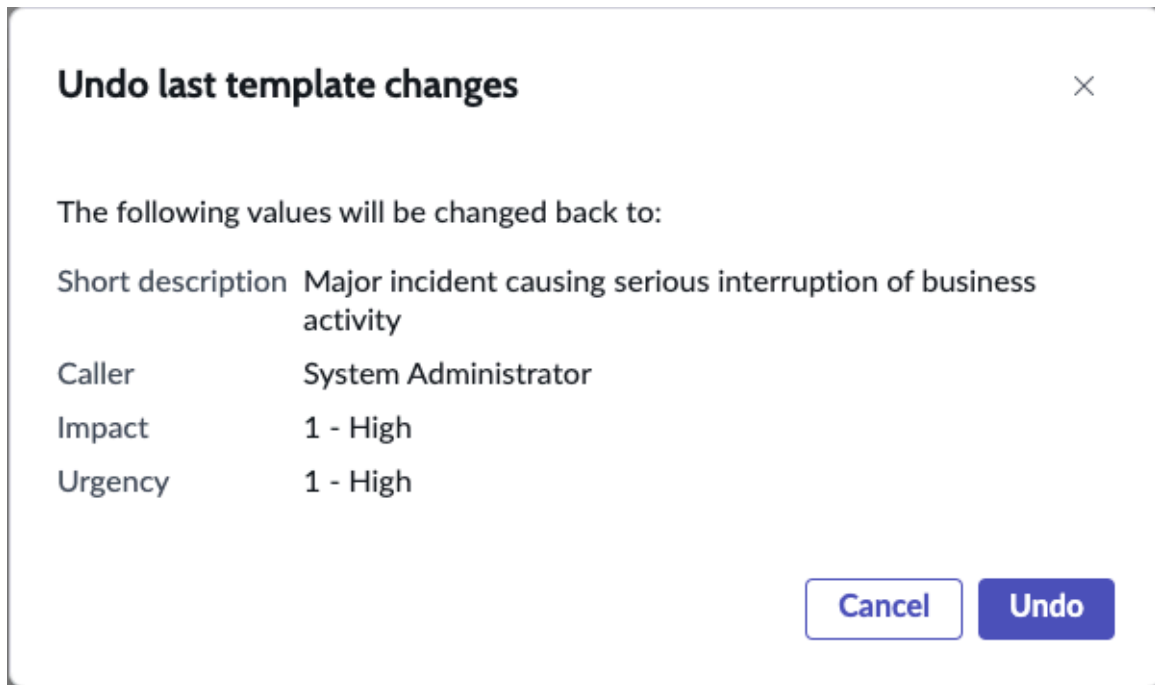 Undo last template changes
The following values will be changed back to:
Short description Major incident causing serious interruption of business
activity
Caller System Administrator
Impact 1 - High
Urgency 1 - High
Cancel Undo